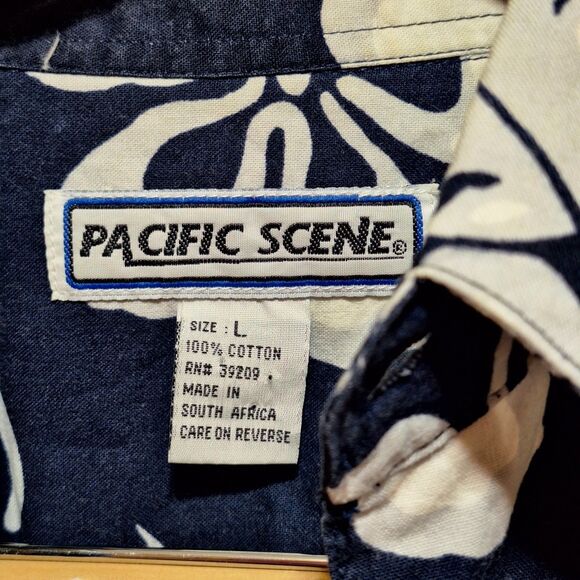 PACIFIC SCENE®
SIZE : L
100% COTTON
RN# 39209
MADE IN
SOUTH AFRICA
CARE ON REVERSE